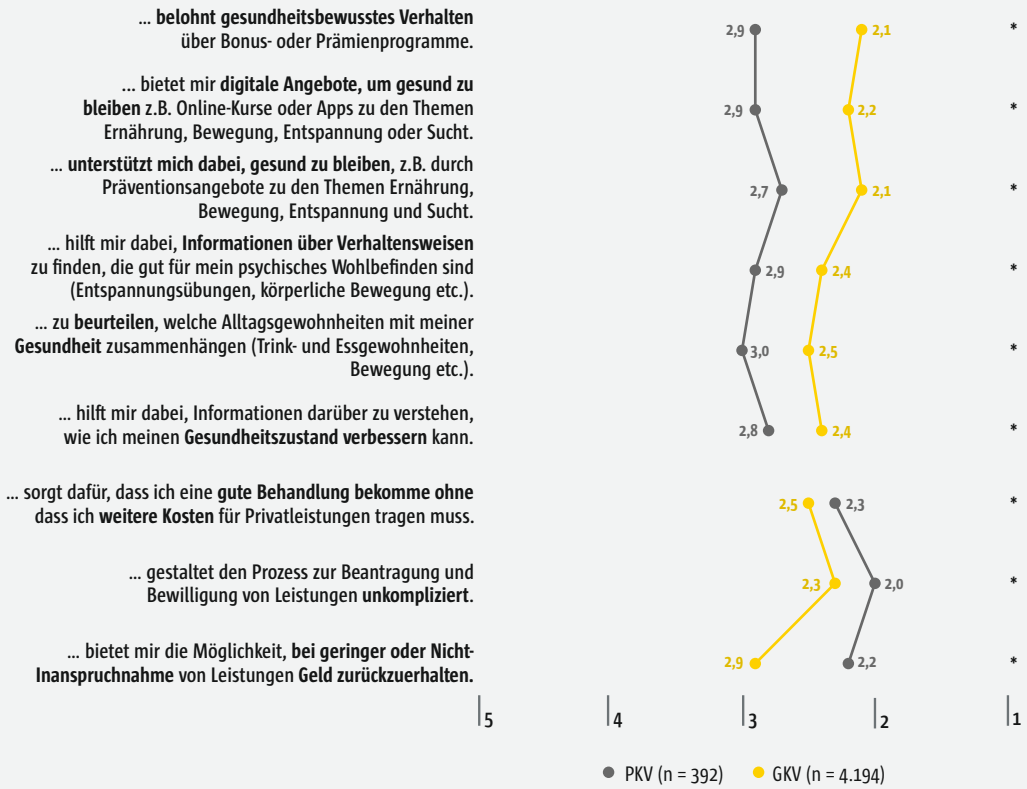 ... belohnt gesundheitsbewusstes Verhalten
über Bonus- oder Prämienprogramme.
2,9
2,1
*
... bietet mir digitale Angebote, um gesund zu
bleiben z.B. Online-Kurse oder Apps zu den Themen
Ernährung, Bewegung, Entspannung oder Sucht.
2,9
2,2
*
... unterstützt mich dabei, gesund zu bleiben, z.B. durch
Präventionsangebote zu den Themen Ernährung,
Bewegung, Entspannung und Sucht.
2,7
2,1
*
... hilft mir dabei, Informationen über Verhaltensweisen
zu finden, die gut für mein psychisches Wohlbefinden sind
(Entspannungsübungen, körperliche Bewegung etc.).
2,9
2,4
*
... zu beurteilen, welche Alltagsgewohnheiten mit meiner
Gesundheit zusammenhängen (Trink- und Essgewohnheiten,
Bewegung etc.).
3,0
2,5
*
... hilft mir dabei, Informationen darüber zu verstehen,
wie ich meinen Gesundheitszustand verbessern kann.
2,8
2,4
*
... sorgt dafür, dass ich eine gute Behandlung bekomme ohne
dass ich weitere Kosten für Privatleistungen tragen muss.
2,5
2,3
*
... gestaltet den Prozess zur Beantragung und
Bewilligung von Leistungen unkompliziert.
2,3
2,0
*
... bietet mir die Möglichkeit, bei geringer oder Nicht-
Inanspruchnahme von Leistungen Geld zurückzuerhalten.
2,9
2,2
*
5 4 3 2 1
PKV (n = 392) GKV (n = 4.194)